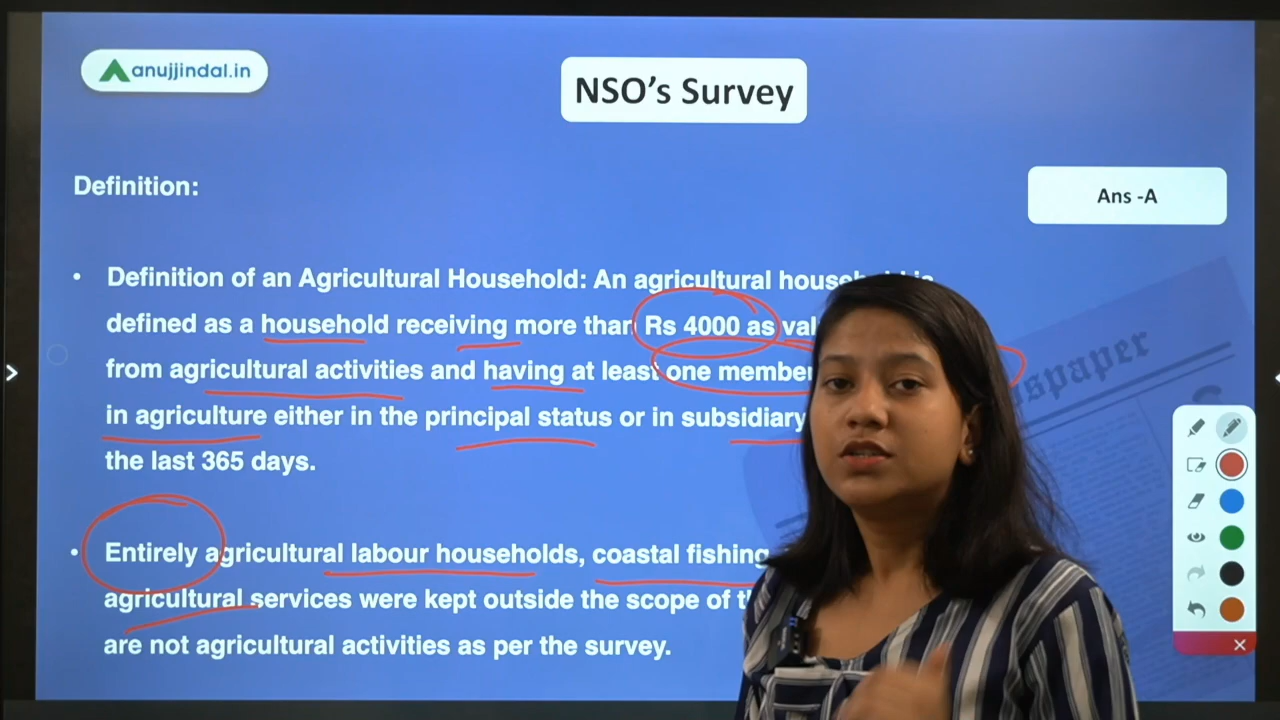 anujjindal.in
NSO’s Survey
Definition:
Ans -A
• Definition of an Agricultural Household: An agricultural household is
defined as a household receiving more than Rs 4000 as
from agricultural activities and having at least one member
in agriculture either in the principal status or in subsidiary
the last 365 days.
• Entirely agricultural labour households, coastal fishing
agricultural services were kept outside the scope of
are not agricultural activities as per the survey.
spaper